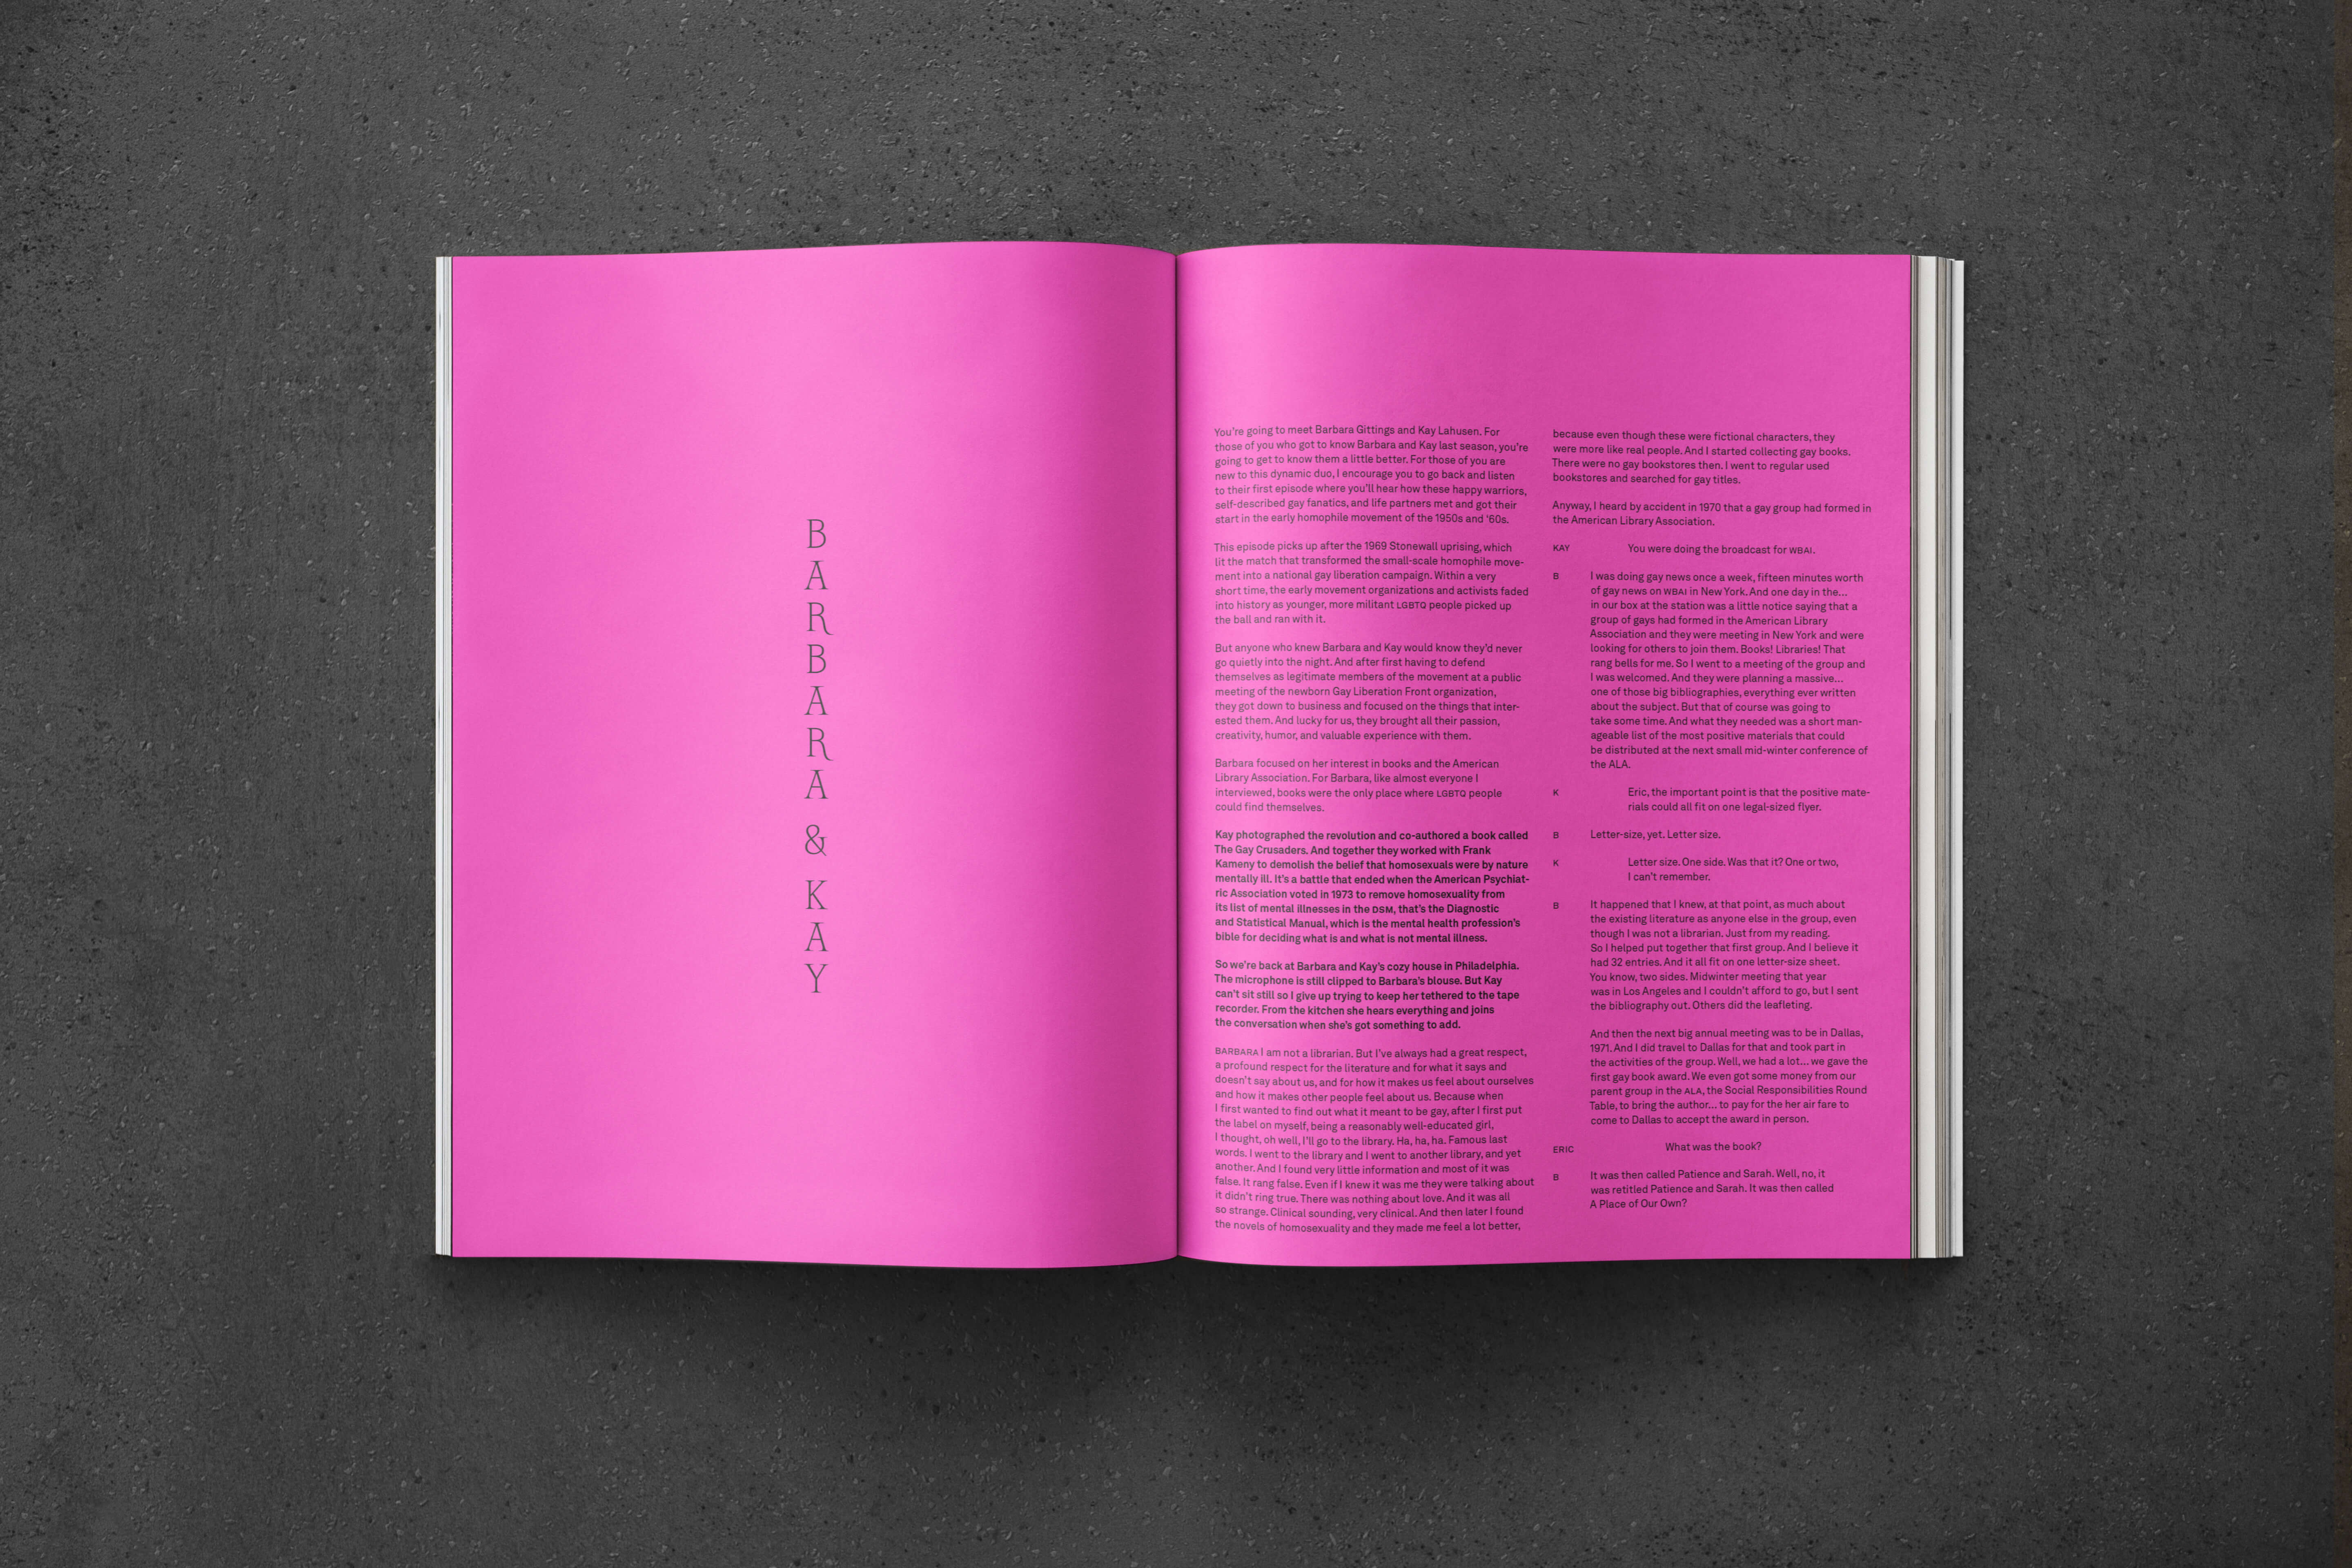 B
A
R
B
A
R
A
&
K
A
Y
You're going to meet Barbara Gittings and Kay Lahusen. For
those of you who got to know Barbara and Kay last season, you're
going to get to know them a little better. For those of you are
new to this dynamic duo, I encourage you to go back and listen
to their first episode where you'll hear how these happy warriors,
self-described gay fanatics, and life partners met and got their
start in the early homophile movement of the 1950s and '60s.
This episode picks up after the 1969 Stonewall uprising, which
lit the match that transformed the small-scale homophile move-
ment into a national gay liberation campaign. Within a very
short time, the early movement organizations and activists faded
into history as younger, more militant LGBTQ people picked up
the ball and ran with it.
But anyone who knew Barbara and Kay would know they'd never
go quietly into the night. And after first having to defend
themselves as legitimate members of the movement at a public
meeting of the newborn Gay Liberation Front organization,
they got down to business and focused on the things that inter-
ested them. And lucky for us, they brought all their passion,
creativity, humor, and valuable experience with them.
Barbara focused on her interest in books and the American
Library Association. For Barbara, like almost everyone I
interviewed, books were the only place where LGBTQ people
could find themselves.
Kay photographed the revolution and co-authored a book called
The Gay Crusaders. And together they worked with Frank
Kameny to demolish the belief that homosexuals were by nature
mentally ill. It's a battle that ended when the American Psychiat-
ric Association voted in 1973 to remove homosexuality from
its list of mental illnesses in the DSM, that's the Diagnostic
and Statistical Manual, which is the mental health profession's
bible for deciding what is and what is not mental illness.
So we're back at Barbara and Kay's cozy house in Philadelphia.
The microphone is still clipped to Barbara's blouse. But Kay
can't sit still so I give up trying to keep her tethered to the tape
recorder. From the kitchen she hears everything and joins
the conversation when she's got something to add.
BARBARA I am not a librarian. But I've always had a great respect,
a profound respect for the literature and for what it says and
doesn't say about us, and for how it makes us feel about ourselves
and how it makes other people feel about us. Because when
I first wanted to find out what it meant to be gay, after I first put
the label on myself, being a reasonably well-educated girl,
I thought, oh well, I'll go to the library. Ha, ha, ha. Famous last
words. I went to the library and I went to another library, and yet
another. And I found very little information and most of it was
false. It rang false. Even if I knew it was me they were talking about
it didn't ring true. There was nothing about love. And it was all
so strange. Clinical sounding, very clinical. And then later I found
the novels of homosexuality and they made me feel a lot better,
because even though these were fictional characters, they
were more like real people. And I started collecting gay books.
There were no gay bookstores then. I went to regular used
bookstores and searched for gay titles.
Anyway, I heard by accident in 1970 that a gay group had formed in
the American Library Association.
KAY You were doing the broadcast for WBAI.
B I was doing gay news once a week, fifteen minutes worth
of gay news on WBAI in New York. And one day in the...
in our box at the station was a little notice saying that a
group of gays had formed in the American Library
Association and they were meeting in New York and were
looking for others to join them. Books! Libraries! That
rang bells for me. So I went to a meeting of the group and
I was welcomed. And they were planning a massive...
one of those big bibliographies, everything ever written
about the subject. But that of course was going to
take some time. And what they needed was a short man-
ageable list of the most positive materials that could
be distributed at the next small mid-winter conference of
the ALA.
K Eric, the important point is that the positive mate-
rials could all fit on one legal-sized flyer.
B Letter-size, yet. Letter size.
K Letter size. One side. Was that it? One or two,
I can't remember.
B It happened that I knew, at that point, as much about
the existing literature as anyone else in the group, even
though I was not a librarian. Just from my reading.
So I helped put together that first group. And I believe it
had 32 entries. And it all fit on one letter-size sheet.
You know, two sides. Midwinter meeting that year
was in Los Angeles and I couldn't afford to go, but I sent
the bibliography out. Others did the leafleting.
And then the next big annual meeting was to be in Dallas,
1971. And I did travel to Dallas for that and took part in
the activities of the group. Well, we had a lot... we gave the
first gay book award. We even got some money from our
parent group in the ALA, the Social Responsibilities Round
Table, to bring the author... to pay for the her air fare to
come to Dallas to accept the award in person.
ERIC What was the book?
B It was then called Patience and Sarah. Well, no, it
was retitled Patience and Sarah. It was then called
A Place of Our Own?